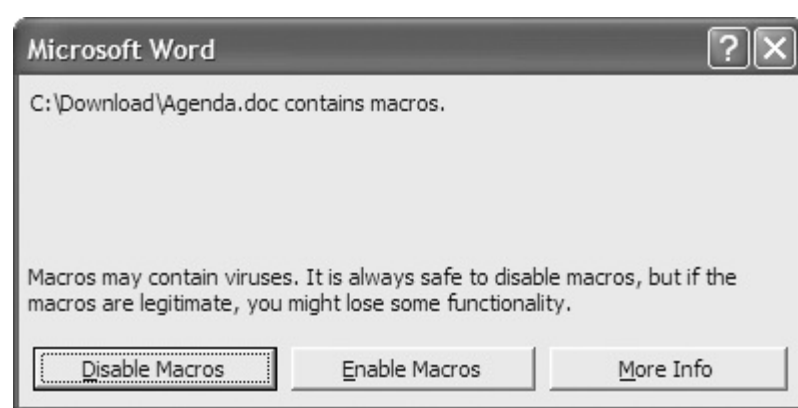 Microsoft Word
C:\Download\Agenda.doc contains macros.
Macros may contain viruses. It is always safe to disable macros, but if the
macros are legitimate, you might lose some functionality.
Disable Macros Enable Macros More Info